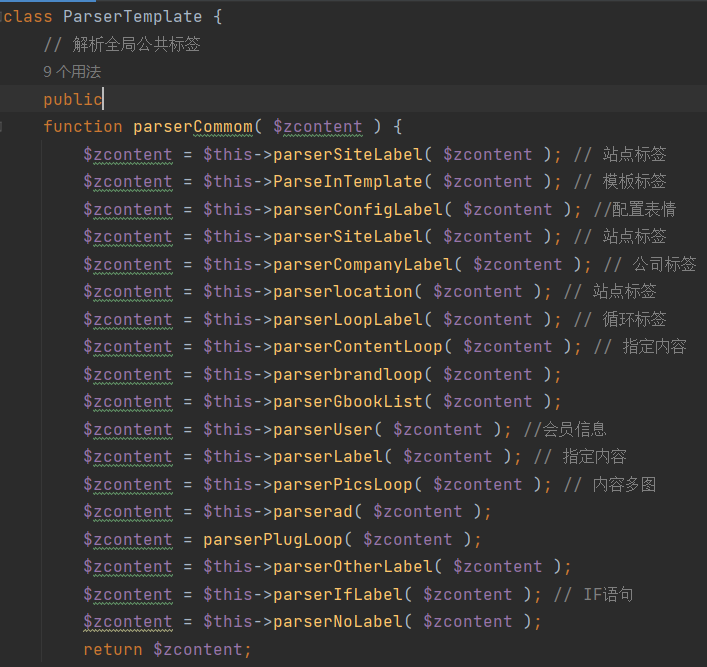 class ParserTemplate {
// 解析全局公共标签
9 个用法
public
function parserCommom( $zcontent ) {
$zcontent = $this->parserSiteLabel( $zcontent ); // 站点标签
$zcontent = $this->ParseInTemplate( $zcontent ); // 模板标签
$zcontent = $this->parserConfigLabel( $zcontent ); //配置表情
$zcontent = $this->parserSiteLabel( $zcontent ); // 站点标签
$zcontent = $this->parserCompanyLabel( $zcontent ); // 公司标签
$zcontent = $this->parserlocation( $zcontent ); // 站点标签
$zcontent = $this->parserLoopLabel( $zcontent ); // 循环标签
$zcontent = $this->parserContentLoop( $zcontent ); // 指定内容
$zcontent = $this->parserbrandloop( $zcontent );
$zcontent = $this->parserGbookList( $zcontent );
$zcontent = $this->parserUser( $zcontent ); //会员信息
$zcontent = $this->parserLabel( $zcontent ); // 指定内容
$zcontent = $this->parserPicsLoop( $zcontent ); // 内容多图
$zcontent = $this->parserad( $zcontent );
$zcontent = parserPlugLoop( $zcontent );
$zcontent = $this->parserOtherLabel( $zcontent );
$zcontent = $this->parserIfLabel( $zcontent ); // IF语句
$zcontent = $this->parserNoLabel( $zcontent );
return $zcontent;